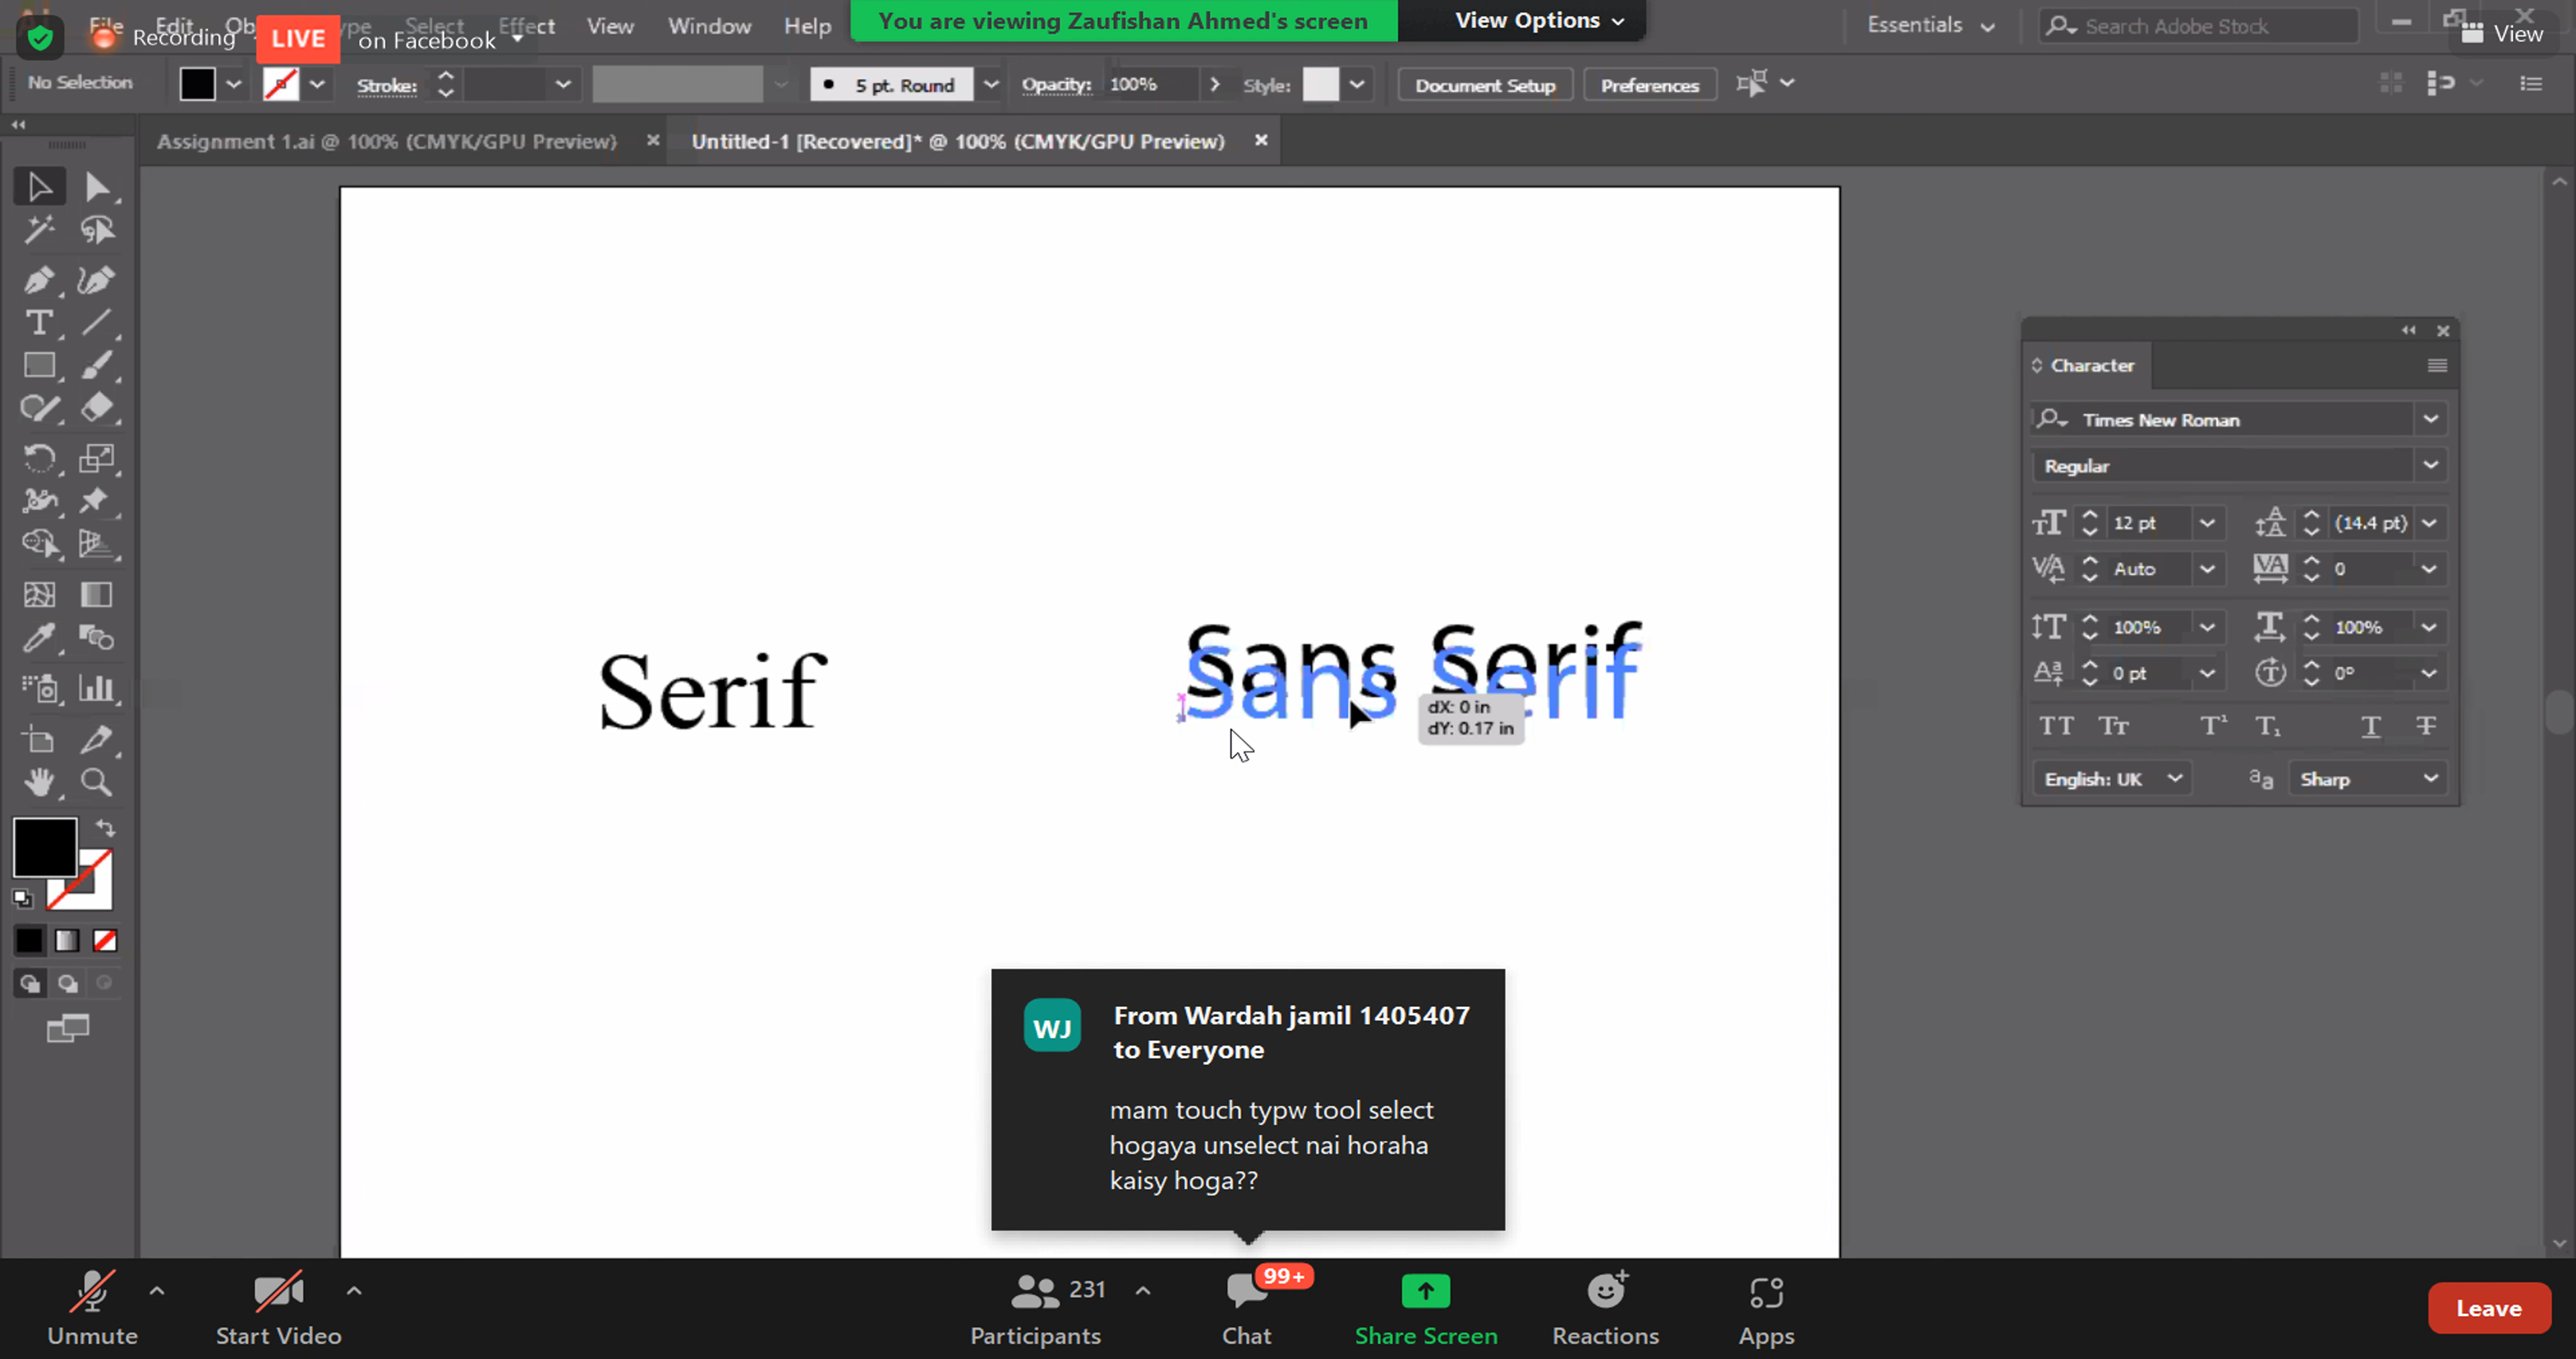 File Edit Select Effect View Window Help
Recording LIVE on Facebook
You are viewing Zaufishan Ahmed's screen View Options
Essentials Search Adobe Stock View
No Selection Stroke: 5 pt. Round Opacity: 100% Style: Document Setup Preferences
Assignment 1.ai @ 100% (CMYK/GPU Preview) Untitled-1 [Recovered]* @ 100% (CMYK/GPU Preview)
Character
Times New Roman
Regular
12 pt (14.4 pt)
Auto 0
100% 100%
0 pt 0°
English: UK Sharp
Serif
Sans Serif
Sans Serif
dX: 0 in
dY: 0.17 in
WJ
From Wardah jamil 1405407
to Everyone
mam touch typw tool select
hogaya unselect nai horaha
kaisy hoga??
Unmute
Start Video
231
Participants
99+
Chat
Share Screen
Reactions
Apps
Leave